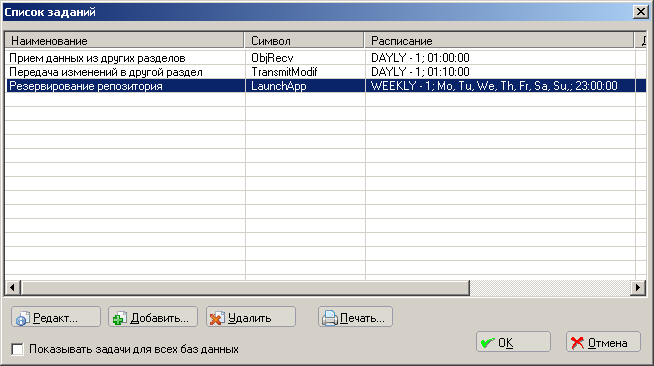 Список заданий
Наименование Символ Расписание Д
Прием данных из других разделов ObjRecv DAYLY - 1; 01:00:00
Передача изменений в другой раздел TransmitModif DAYLY - 1; 01:10:00
Резервирование репозитория LaunchApp WEEKLY - 1; Mo, Tu, We, Th, Fr, Sa, Su,; 23:00:00
Редакт... Добавить... Удалить Печать...
Показывать задачи для всех баз данных
OK Отмена